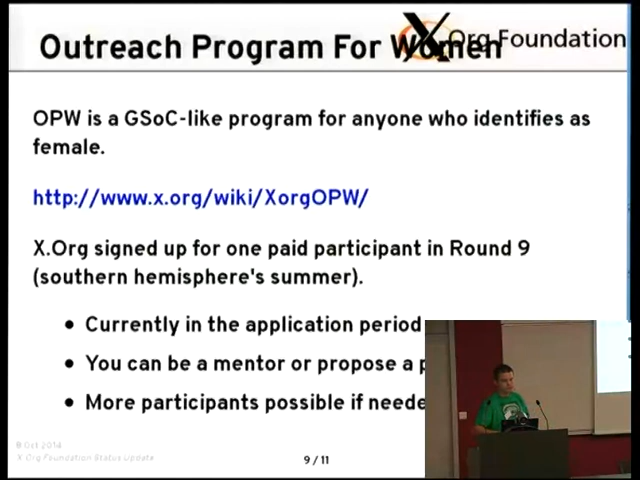 Outreach Program For Women
X.Org Foundation
OPW is a GSoC-like program for anyone who identifies as
female.
http://www.x.org/wiki/XorgOPW/
X.Org signed up for one paid participant in Round 9
(southern hemisphere's summer).
• Currently in the application period
• You can be a mentor or propose a p
• More participants possible if neede
8 Oct 2014
X.Org Foundation Status Update
9 / 11